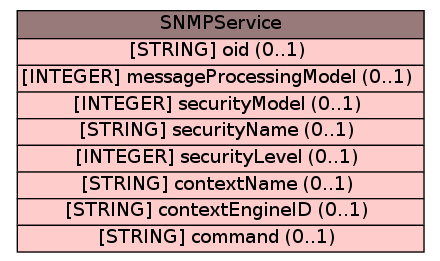 SNMPService
[STRING] oid (0..1)
[INTEGER] messageProcessingModel (0..1)
[INTEGER] securityModel (0..1)
[STRING] securityName (0..1)
[INTEGER] securityLevel (0..1)
[STRING] contextName (0..1)
[STRING] contextEngineID (0..1)
[STRING] command (0..1)